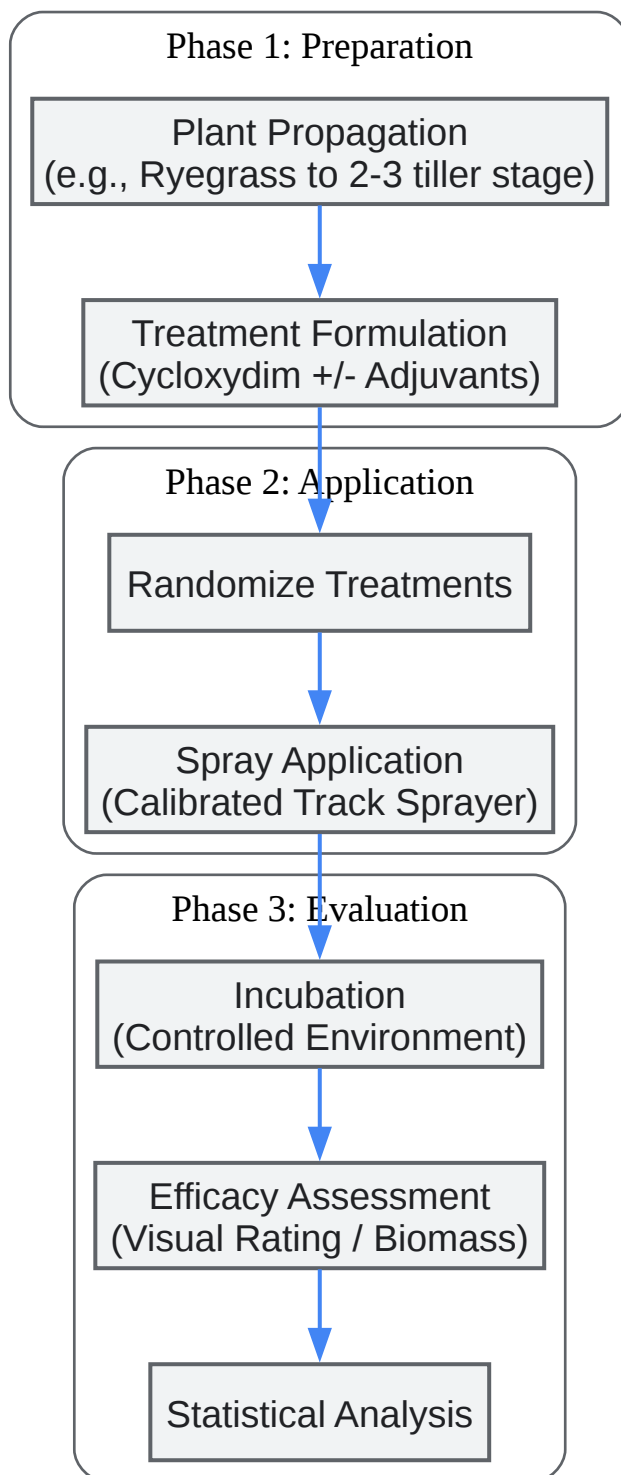 Phase 1: Preparation
Plant Propagation
(e.g., Ryegrass to 2-3 tiller stage)
Treatment Formulation
(Cycloxydim +/- Adjuvants)
Phase 2: Application
Randomize Treatments
Spray Application
(Calibrated Track Sprayer)
Phase 3: Evaluation
Incubation
(Controlled Environment)
Efficacy Assessment
(Visual Rating / Biomass)
Statistical Analysis